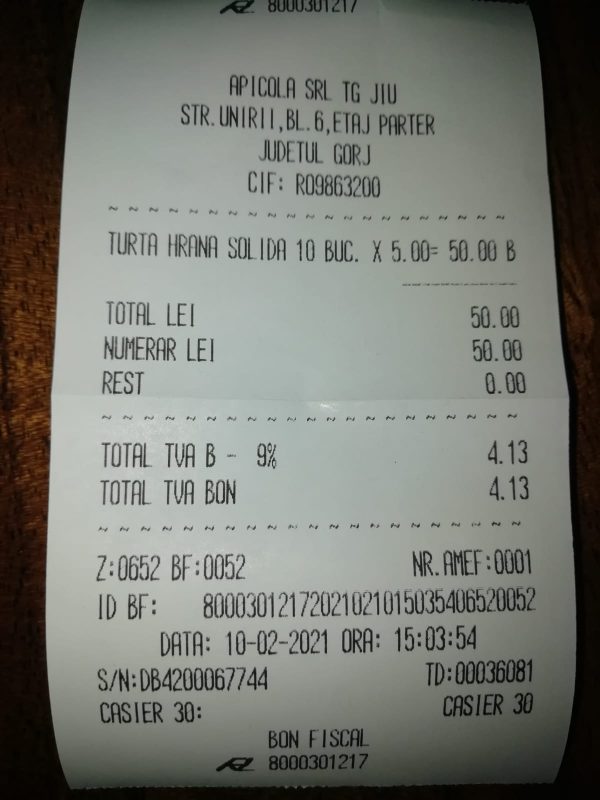 8000301217
APICOLA SRL TG JIU
STR.UNIRII,BL.6,ETAJ PARTER
JUDETUL GORJ
CIF: RO9863200
~ ~ ~ ~ ~ ~ ~ ~ ~ ~ ~ ~ ~ ~ ~ ~ ~ ~ ~ ~
TURTA HRANA SOLIDA 10 BUC. X 5.00= 50.00 B
TOTAL LEI 50.00
NUMERAR LEI 50.00
REST 0.00
~ ~ ~ ~ ~ ~ ~ ~ ~ ~ ~ ~ ~ ~ ~ ~ ~ ~ ~ ~
TOTAL TVA B - 9% 4.13
TOTAL TVA BON 4.13
~ ~ ~ ~ ~ ~ ~ ~ ~ ~ ~ ~ ~ ~ ~ ~ ~ ~ ~ ~
Z:0652 BF:0052 NR.AMEF:0001
ID BF: 80003012172021021015035406520052
DATA: 10-02-2021 ORA: 15:03:54
S/N:DB4200067744 TD:00036081
CASIER 30: CASIER 30
BON FISCAL
8000301217